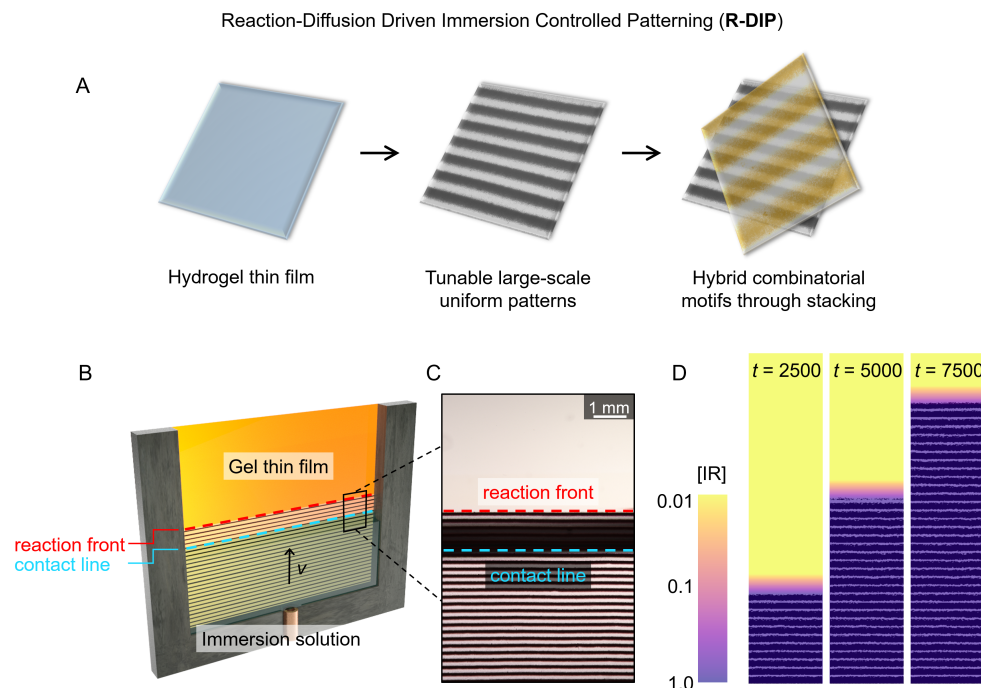 Reaction-Diffusion Driven Immersion Controlled Patterning (R-DIP)
A
Hydrogel thin film
Tunable large-scale
uniform patterns
Hybrid combinatorial
motifs through stacking
B
Gel thin film
reaction front
contact line
v
Immersion solution
C
1 mm
reaction front
contact line
D
t = 2500
t = 5000
t = 7500
[IR]
0.01
0.1
1.0